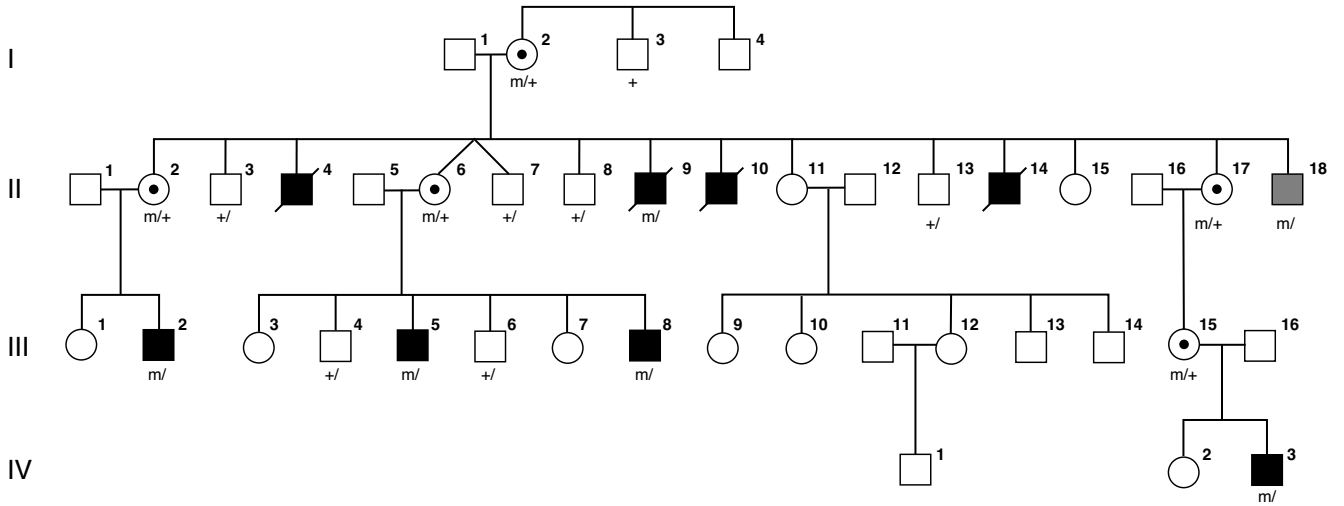 I 1 2 3 4
m/+ +
II 1 2 3 4 5 6 7 8 9 10 11 12 13 14 15 16 17 18
m/+ +/ m/+ +/ +/ m/ +/ m/+ m/
III 1 2 3 4 5 6 7 8 9 10 11 12 13 14 15 16
m/ +/ m/ +/ m/ m/+
IV 1 2 3
m/